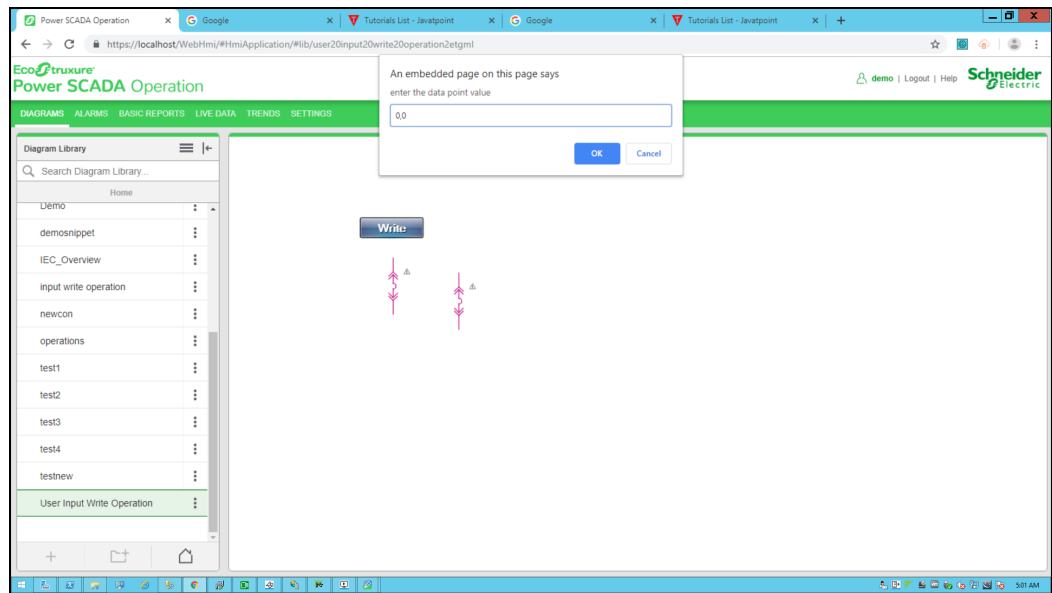 Power SCADA Operation
Google
Tutorials List - Javatpoint
Google
Tutorials List - Javatpoint
https://localhost/WebHmi/#HmiApplication/#lib/user20input20write20operation2etgml
EcoStruxure
Power SCADA Operation
demo | Logout | Help
Schneider
Electric
An embedded page on this page says
enter the data point value
0,0
OK Cancel
DIAGRAMS ALARMS BASIC REPORTS LIVE DATA TRENDS SETTINGS
Diagram Library
Search Diagram Library...
Home
Demo
demosnippet
IEC_Overview
input write operation
newcon
operations
test1
test2
test3
test4
testnew
User Input Write Operation
Write
5:01 AM